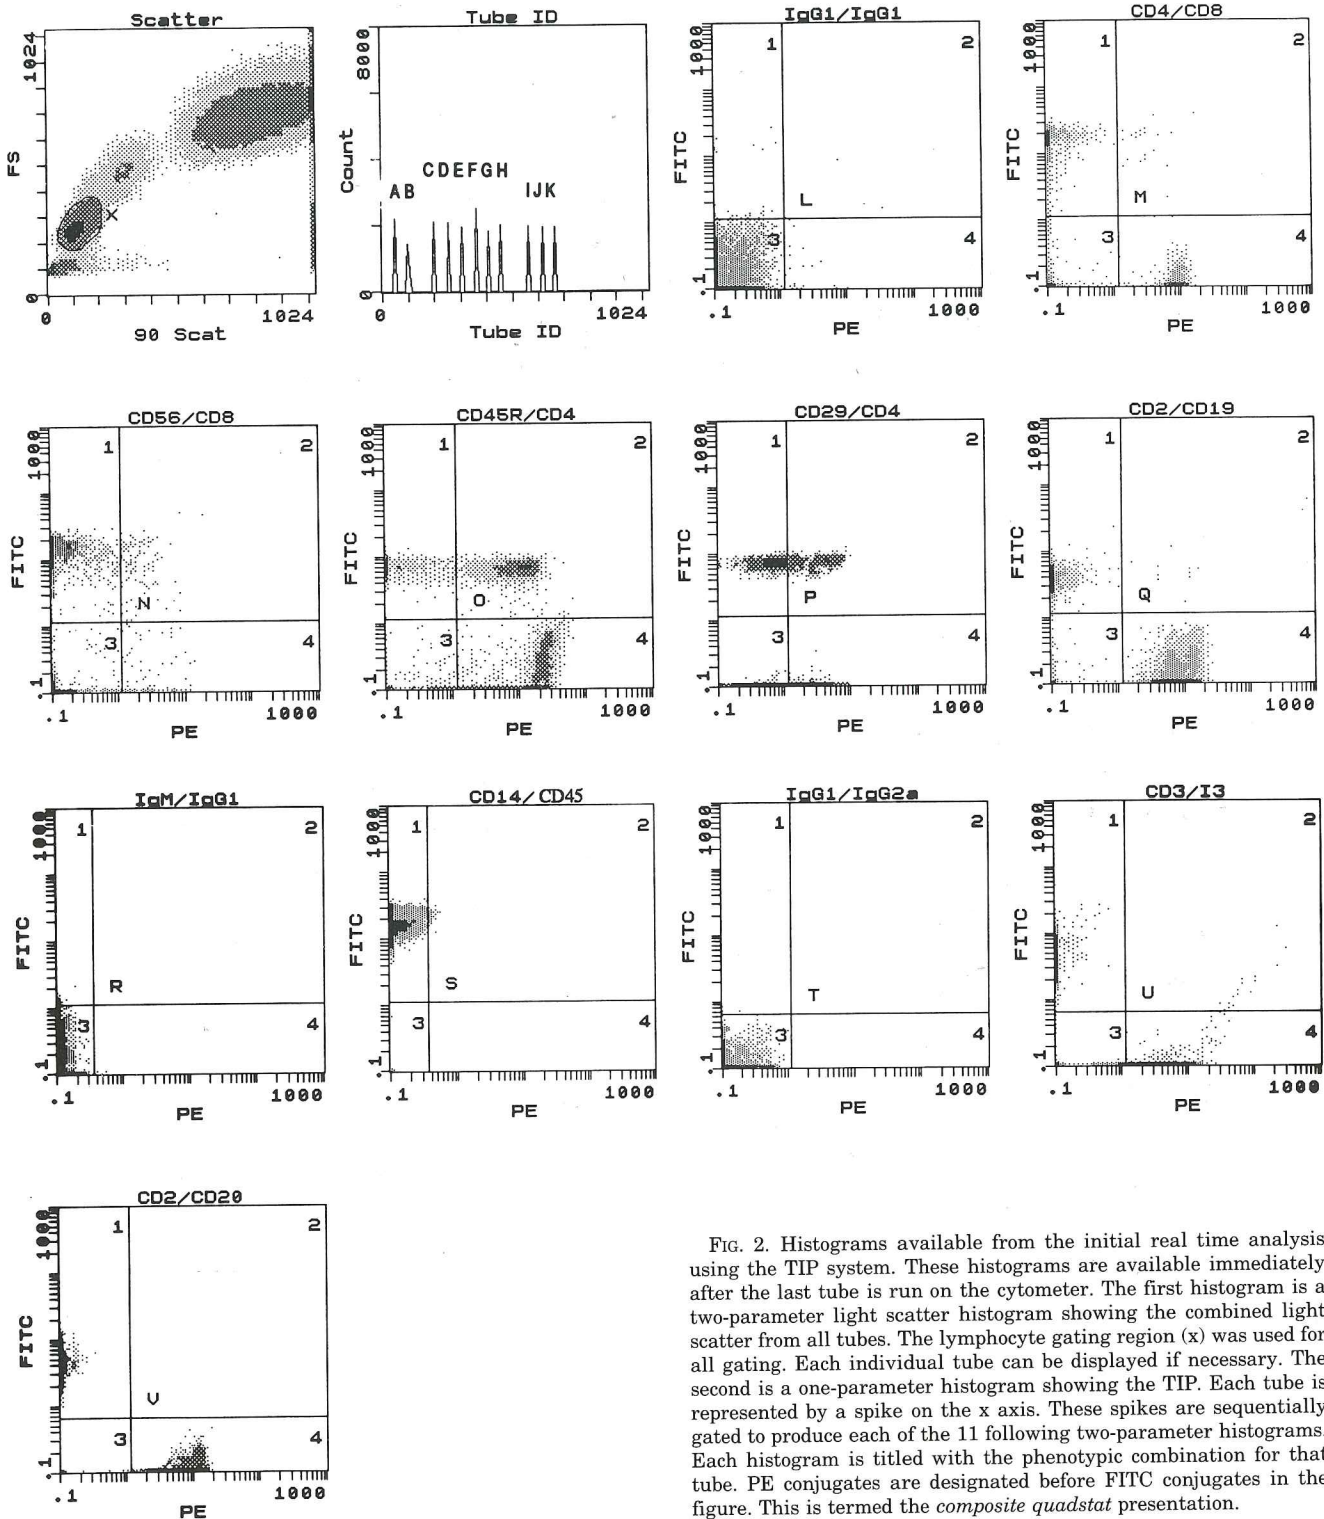 Scatter
1024
FS
0
0
1024
90 Scat
Tube ID
8000
Count
0
AB
CDEFGH
IJK
1024
Tube ID
IgG1/IgG1
1000
FITC
.1
1
2
L
3
4
.1
1000
PE
CD4/CD8
1000
FITC
.1
1
2
M
3
4
.1
1000
PE
CD56/CD8
1000
FITC
.1
1
2
N
3
4
.1
1000
PE
CD45R/CD4
1000
FITC
.1
1
2
O
3
4
.1
1000
PE
CD29/CD4
1000
FITC
.1
1
2
P
3
4
.1
1000
PE
CD2/CD19
1000
FITC
.1
1
2
Q
3
4
.1
1000
PE
IgM/IgG1
1000
FITC
.1
1
2
R
3
4
.1
1000
PE
CD14/CD45
1000
FITC
.1
1
2
S
3
4
.1
1000
PE
IgG1/IgG2a
1000
FITC
.1
1
2
T
3
4
.1
1000
PE
CD3/I3
1000
FITC
.1
1
2
U
3
4
.1
1000
PE
CD2/CD20
1000
FITC
.1
1
2
V
3
4
.1
1000
PE
FIG. 2. Histograms available from the initial real time analysis
using the TIP system. These histograms are available immediately
after the last tube is run on the cytometer. The first histogram is a
two-parameter light scatter histogram showing the combined light
scatter from all tubes. The lymphocyte gating region (x) was used for
all gating. Each individual tube can be displayed if necessary. The
second is a one-parameter histogram showing the TIP. Each tube is
represented by a spike on the x axis. These spikes are sequentially
gated to produce each of the 11 following two-parameter histograms.
Each histogram is titled with the phenotypic combination for that
tube. PE conjugates are designated before FITC conjugates in the
figure. This is termed the composite quadstat presentation.